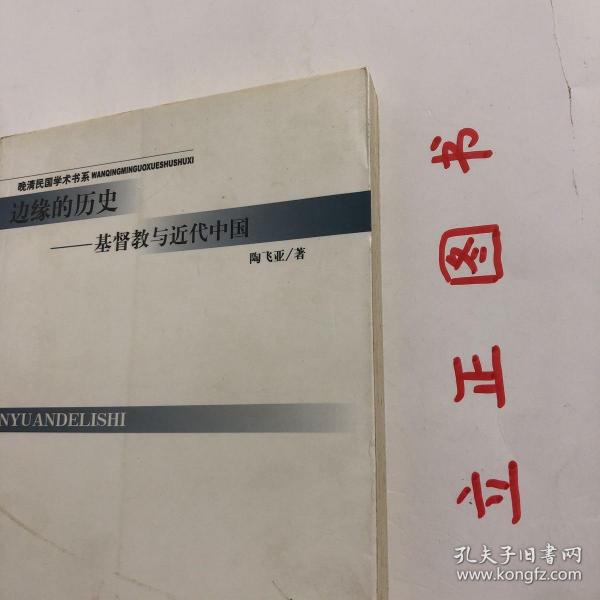 晚清民国学术书系 WANQINGMINGUOXUESHUSHUXI
边缘的历史
——基督教与近代中国
陶飞亚/著
NYUANDELISHI
立正图书
孔夫子旧书网
www.kongfz.com